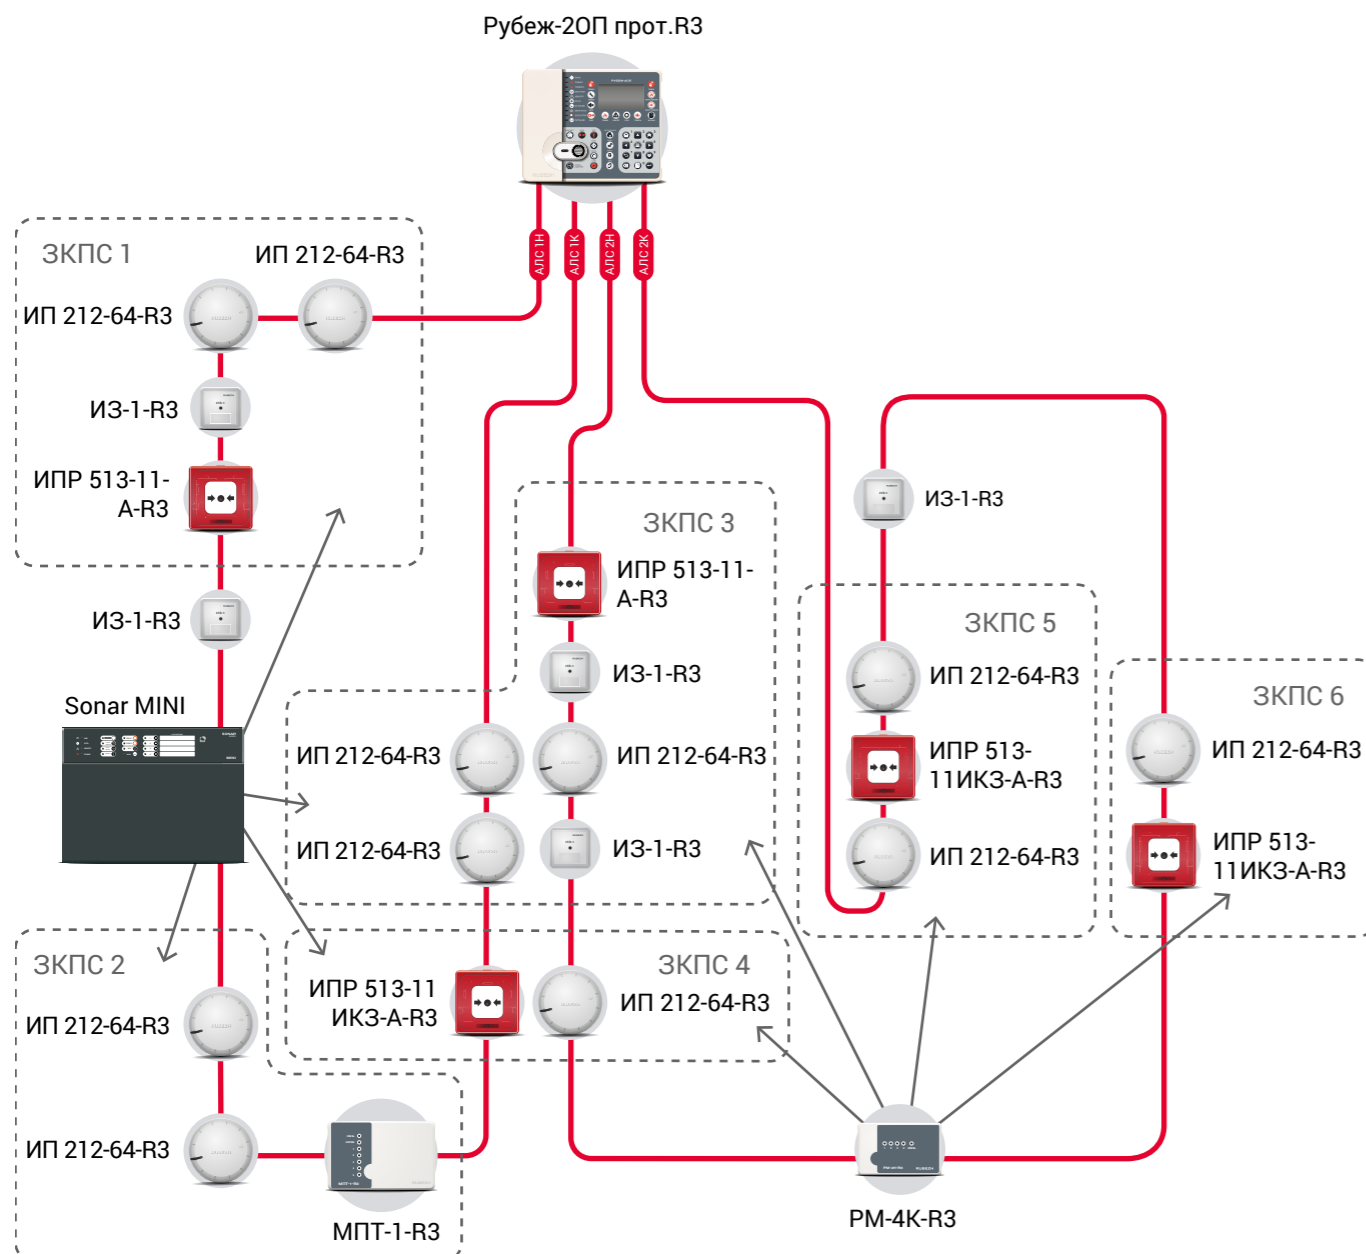 Рубеж-2ОП прот.R3
АЛС 1Н
АЛС 1К
АЛС 2Н
АЛС 2К
ЗКПС 1
ИП 212-64-R3
ИП 212-64-R3
ИЗ-1-R3
ИПР 513-11-
А-R3
ИЗ-1-R3
Sonar MINI
ЗКПС 2
ИП 212-64-R3
ИП 212-64-R3
МПТ-1-R3
ЗКПС 3
ИПР 513-11-
А-R3
ИЗ-1-R3
ИП 212-64-R3
ИП 212-64-R3
ИП 212-64-R3
ИЗ-1-R3
ЗКПС 4
ИПР 513-11
ИКЗ-А-R3
ИП 212-64-R3
ИЗ-1-R3
ЗКПС 5
ИП 212-64-R3
ИПР 513-
11ИКЗ-А-R3
ИП 212-64-R3
ЗКПС 6
ИП 212-64-R3
ИПР 513-
11ИКЗ-А-R3
РМ-4К-R3